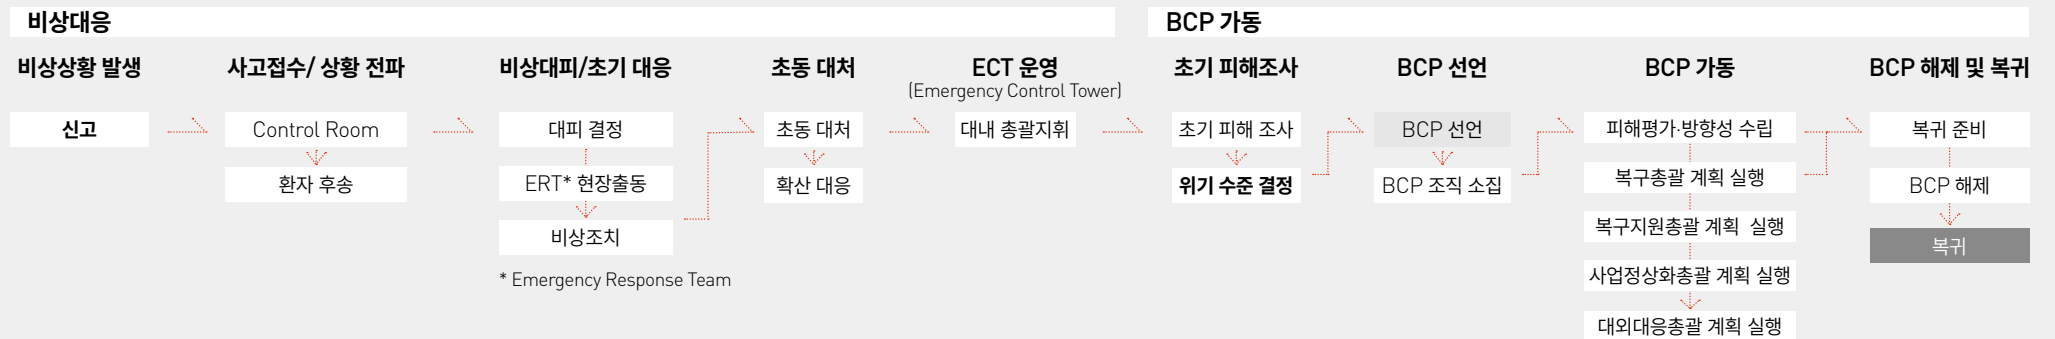 비상대응
BCP 가동
비상상황 발생
사고접수/ 상황 전파
비상대피/초기 대응
초동 대처
ECT 운영
(Emergency Control Tower)
초기 피해조사
BCP 선언
BCP 가동
BCP 해제 및 복귀
신고
Control Room
환자 후송
대피 결정
ERT* 현장출동
비상조치
* Emergency Response Team
초동 대처
확산 대응
대내 총괄지휘
초기 피해 조사
위기 수준 결정
BCP 선언
BCP 조직 소집
피해평가·방향성 수립
복구총괄 계획 실행
복구지원총괄 계획 실행
사업정상화총괄 계획 실행
대외대응총괄 계획 실행
복귀 준비
BCP 해제
복귀